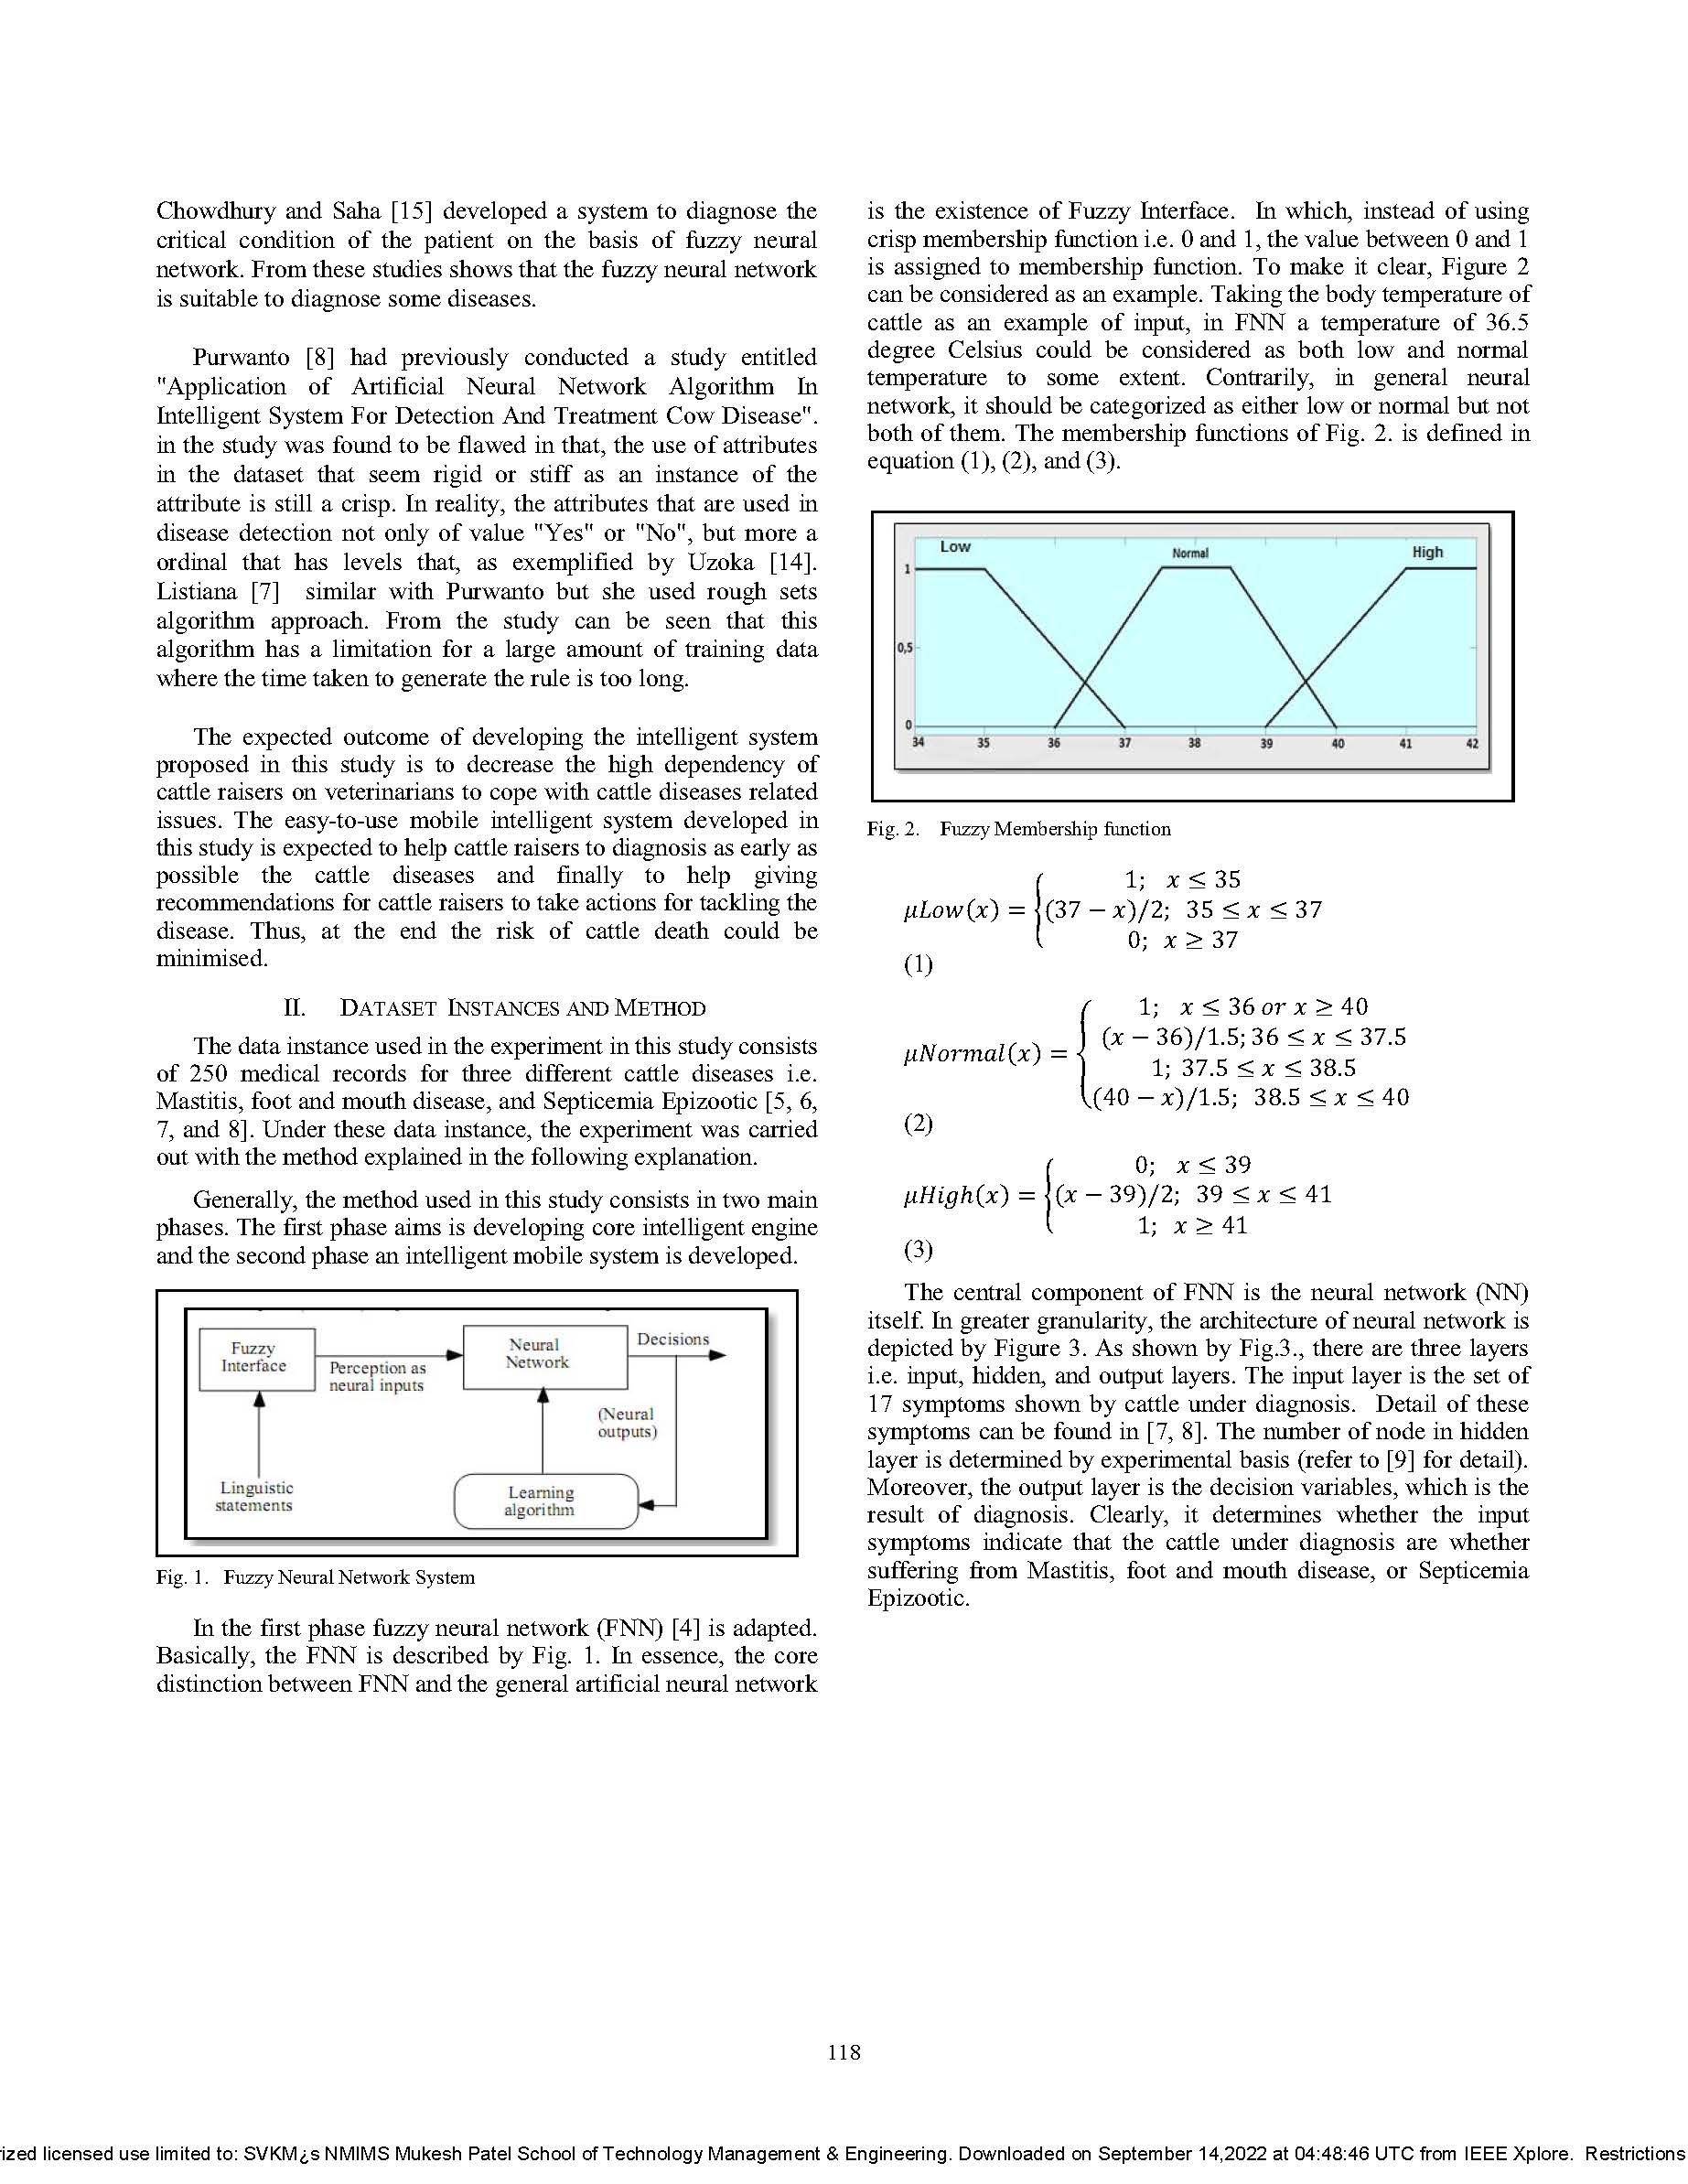 Chowdhury and Saha [15] developed a system to diagnose the
critical condition of the patient on the basis of fuzzy neural
network. From these studies shows that the fuzzy neural network
is suitable to diagnose some diseases.
Purwanto [8] had previously conducted a study entitled
"Application of Artificial Neural Network Algorithm In
Intelligent System For Detection And Treatment Cow Disease".
in the study was found to be flawed in that, the use of attributes
in the dataset that seem rigid or stiff as an instance of the
attribute is still a crisp. In reality, the attributes that are used in
disease detection not only of value "Yes" or "No", but more a
ordinal that has levels that, as exemplified by Uzoka [14].
Listiana [7] similar with Purwanto but she used rough sets
algorithm approach. From the study can be seen that this
algorithm has a limitation for a large amount of training data
where the time taken to generate the rule is too long.
The expected outcome of developing the intelligent system
proposed in this study is to decrease the high dependency of
cattle raisers on veterinarians to cope with cattle diseases related
issues. The easy-to-use mobile intelligent system developed in
this study is expected to help cattle raisers to diagnosis as early as
possible the cattle diseases and finally to help giving
recommendations for cattle raisers to take actions for tackling the
disease. Thus, at the end the risk of cattle death could be
minimised.
II. DATASET INSTANCES AND METHOD
The data instance used in the experiment in this study consists
of 250 medical records for three different cattle diseases i.e.
Mastitis, foot and mouth disease, and Septicemia Epizootic [5, 6,
7, and 8]. Under these data instance, the experiment was carried
out with the method explained in the following explanation.
Generally, the method used in this study consists in two main
phases. The first phase aims is developing core intelligent engine
and the second phase an intelligent mobile system is developed.
Fuzzy
Interface
Perception as
neural inputs
Neural
Network
Decisions
(Neural
outputs)
Linguistic
statements
Learning
algorithm
Fig. 1. Fuzzy Neural Network System
In the first phase fuzzy neural network (FNN) [4] is adapted.
Basically, the FNN is described by Fig. 1. In essence, the core
distinction between FNN and the general artificial neural network
is the existence of Fuzzy Interface. In which, instead of using
crisp membership function i.e. 0 and 1, the value between 0 and 1
is assigned to membership function. To make it clear, Figure 2
can be considered as an example. Taking the body temperature of
cattle as an example of input, in FNN a temperature of 36.5
degree Celsius could be considered as both low and normal
temperature to some extent. Contrarily, in general neural
network, it should be categorized as either low or normal but not
both of them. The membership functions of Fig. 2. is defined in
equation (1), (2), and (3).
Low Normal High
1
0,5
0
34 35 36 37 38 39 40 41 42
Fig. 2. Fuzzy Membership function
1; x ≤ 35
μLow(x) = {(37 − x)/2; 35 ≤ x ≤ 37
0; x ≥ 37
(1)
1; x ≤ 36 or x ≥ 40
(x − 36)/1.5; 36 ≤ x ≤ 37.5
μNormal(x) = {
1; 37.5 ≤ x ≤ 38.5
(40 − x)/1.5; 38.5 ≤ x ≤ 40
(2)
0; x ≤ 39
μHigh(x) = {(x − 39)/2; 39 ≤ x ≤ 41
1; x ≥ 41
(3)
The central component of FNN is the neural network (NN)
itself. In greater granularity, the architecture of neural network is
depicted by Figure 3. As shown by Fig.3., there are three layers
i.e. input, hidden, and output layers. The input layer is the set of
17 symptoms shown by cattle under diagnosis. Detail of these
symptoms can be found in [7, 8]. The number of node in hidden
layer is determined by experimental basis (refer to [9] for detail).
Moreover, the output layer is the decision variables, which is the
result of diagnosis. Clearly, it determines whether the input
symptoms indicate that the cattle under diagnosis are whether
suffering from Mastitis, foot and mouth disease, or Septicemia
Epizootic.
118
rized licensed use limited to: SVKM¿s NMIMS Mukesh Patel School of Technology Management & Engineering. Downloaded on September 14,2022 at 04:48:46 UTC from IEEE Xplore. Restrictions